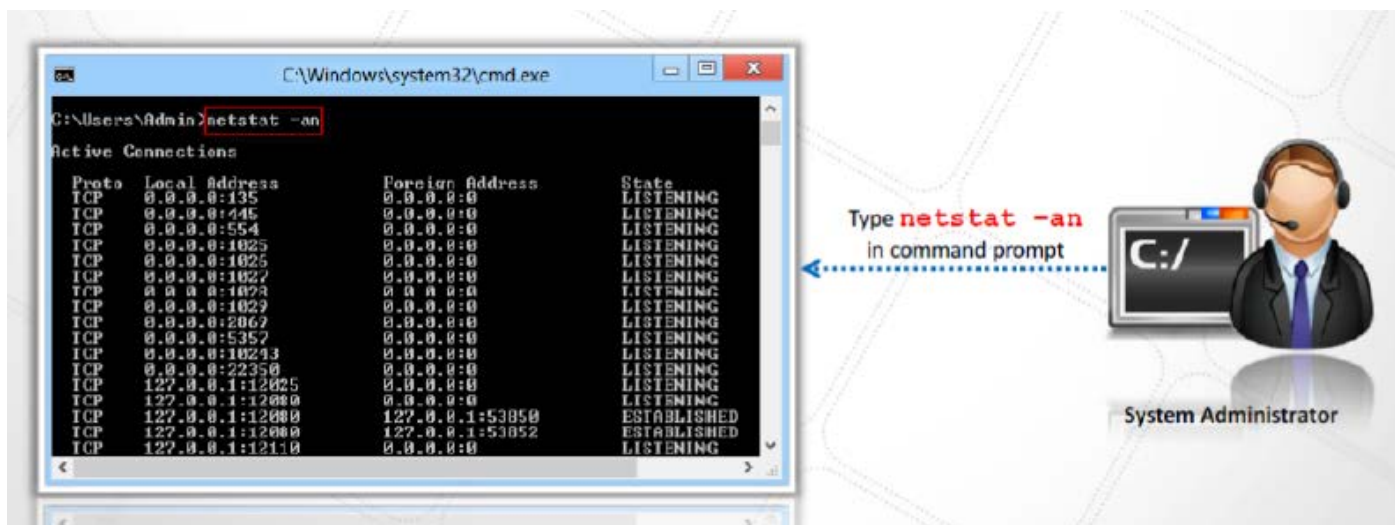 C:\Windows\system32\cmd.exe
C:\Users\Admin>netstat -an
Active Connections
Proto Local Address Foreign Address State
TCP 0.0.0.0:135 0.0.0.0:0 LISTENING
TCP 0.0.0.0:445 0.0.0.0:0 LISTENING
TCP 0.0.0.0:554 0.0.0.0:0 LISTENING
TCP 0.0.0.0:1025 0.0.0.0:0 LISTENING
TCP 0.0.0.0:1026 0.0.0.0:0 LISTENING
TCP 0.0.0.0:1027 0.0.0.0:0 LISTENING
TCP 0.0.0.0:1028 0.0.0.0:0 LISTENING
TCP 0.0.0.0:1029 0.0.0.0:0 LISTENING
TCP 0.0.0.0:2869 0.0.0.0:0 LISTENING
TCP 0.0.0.0:5357 0.0.0.0:0 LISTENING
TCP 0.0.0.0:10243 0.0.0.0:0 LISTENING
TCP 0.0.0.0:22350 0.0.0.0:0 LISTENING
TCP 127.0.0.1:12025 0.0.0.0:0 LISTENING
TCP 127.0.0.1:12080 0.0.0.0:0 LISTENING
TCP 127.0.0.1:12080 127.0.0.1:53850 ESTABLISHED
TCP 127.0.0.1:12080 127.0.0.1:53852 ESTABLISHED
TCP 127.0.0.1:12110 0.0.0.0:0 LISTENING
Type netstat -an
in command prompt
C:/
System Administrator